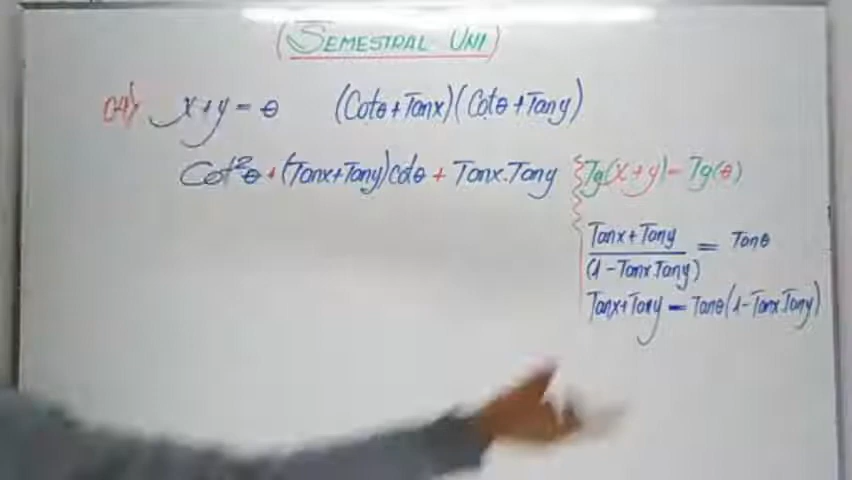 (SEMESTRAL UNI)
04) x+y = θ (Cotθ+Tanx)(Cotθ+Tany)
Cot²θ + (Tanx+Tany)cotθ + Tanx.Tany
Tg(x+y) = Tg(θ)
Tanx+Tany
/(1-Tanx.Tany) = Tanθ
Tanx+Tany = Tanθ(1-Tanx.Tany)